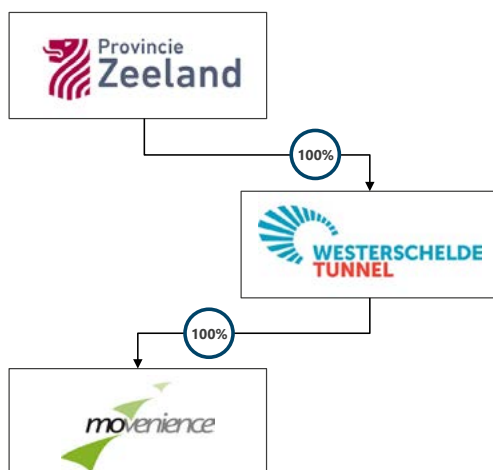 Provincie
Zeeland
100%
WESTERSCHELDE
TUNNEL
100%
movenience